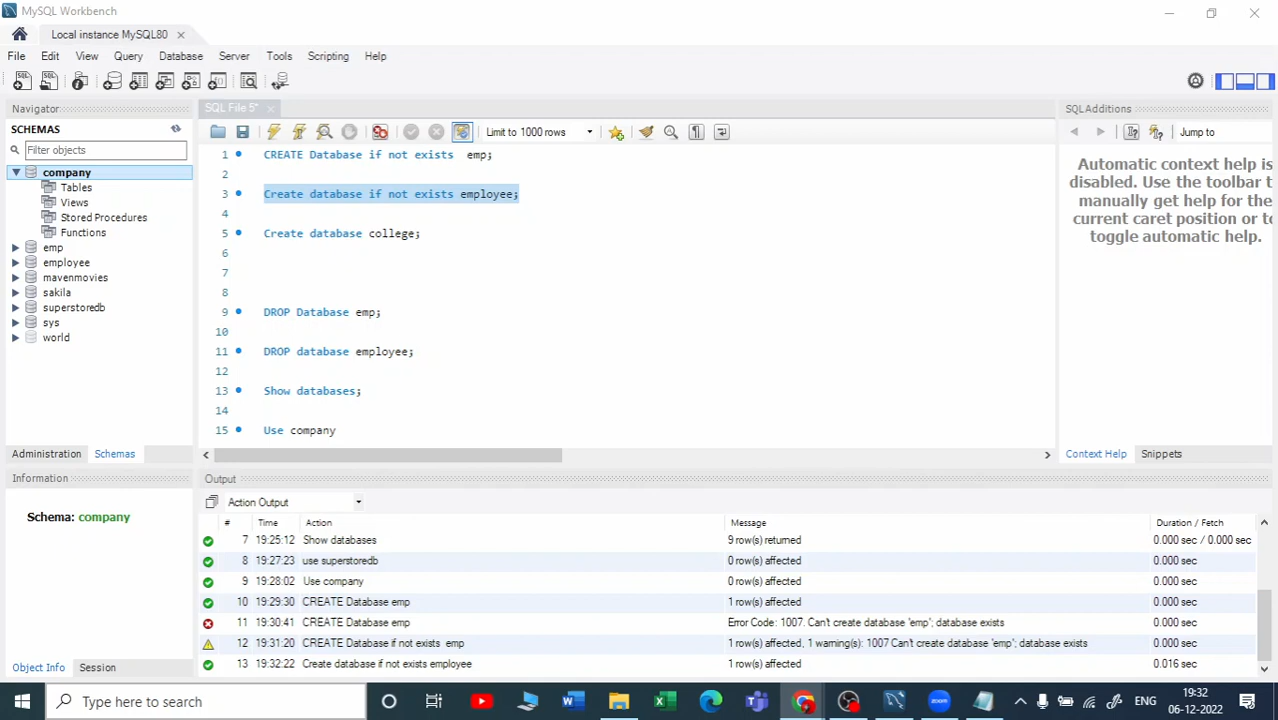 MySQL Workbench
Local instance MySQL80
File Edit View Query Database Server Tools Scripting Help
Navigator
SCHEMAS
Filter objects
company
Tables
Views
Stored Procedures
Functions
emp
employee
mavenmovies
sakila
superstoredb
sys
world
Administration Schemas
Information
Schema: company
Object Info Session
SQL File 5*
Limit to 1000 rows
1 CREATE Database if not exists emp;
2
3 Create database if not exists employee;
4
5 Create database college;
6
7
8
9 DROP Database emp;
10
11 DROP database employee;
12
13 Show databases;
14
15 Use company
SQL Additions
Jump to
Automatic context help is
disabled. Use the toolbar t
manually get help for the
current caret position or to
toggle automatic help.
Context Help Snippets
Output
Action Output
# Time Action Message Duration / Fetch
7 19:25:12 Show databases 9 row(s) returned 0.000 sec / 0.000 sec
8 19:27:23 use superstoredb 0 row(s) affected 0.000 sec
9 19:28:02 Use company 0 row(s) affected 0.000 sec
10 19:29:30 CREATE Database emp 1 row(s) affected 0.000 sec
11 19:30:41 CREATE Database emp Error Code: 1007. Can't create database 'emp'; database exists 0.000 sec
12 19:31:20 CREATE Database if not exists emp 1 row(s) affected, 1 warning(s): 1007 Can't create database 'emp'; database exists 0.000 sec
13 19:32:22 Create database if not exists employee 1 row(s) affected 0.016 sec
Type here to search
ENG
19:32
06-12-2022